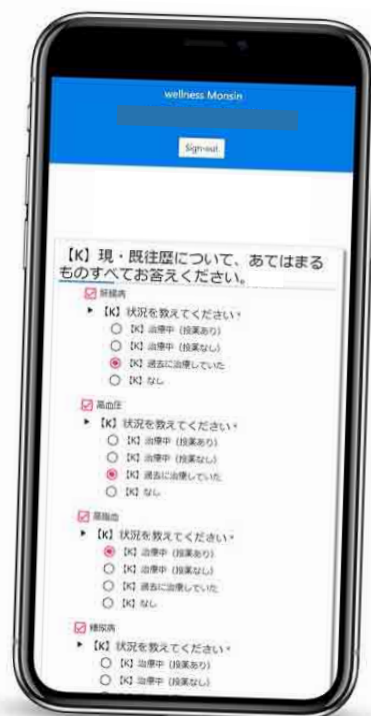 wellness Monsin
Sign-out
【K】現・既往歴について、あてはまる
ものすべてお答えください。
【K】状況を教えてください*
【K】治療中（投薬あり）
【K】治療中（投薬なし）
【K】過去に治療していた
【K】なし
高血圧
【K】状況を教えてください*
【K】治療中（投薬あり）
【K】治療中（投薬なし）
【K】過去に治療していた
【K】なし
高脂血
【K】状況を教えてください*
【K】治療中（投薬あり）
【K】治療中（投薬なし）
【K】過去に治療していた
【K】なし
糖尿病
【K】状況を教えてください*
【K】治療中（投薬あり）
【K】治療中（投薬なし）